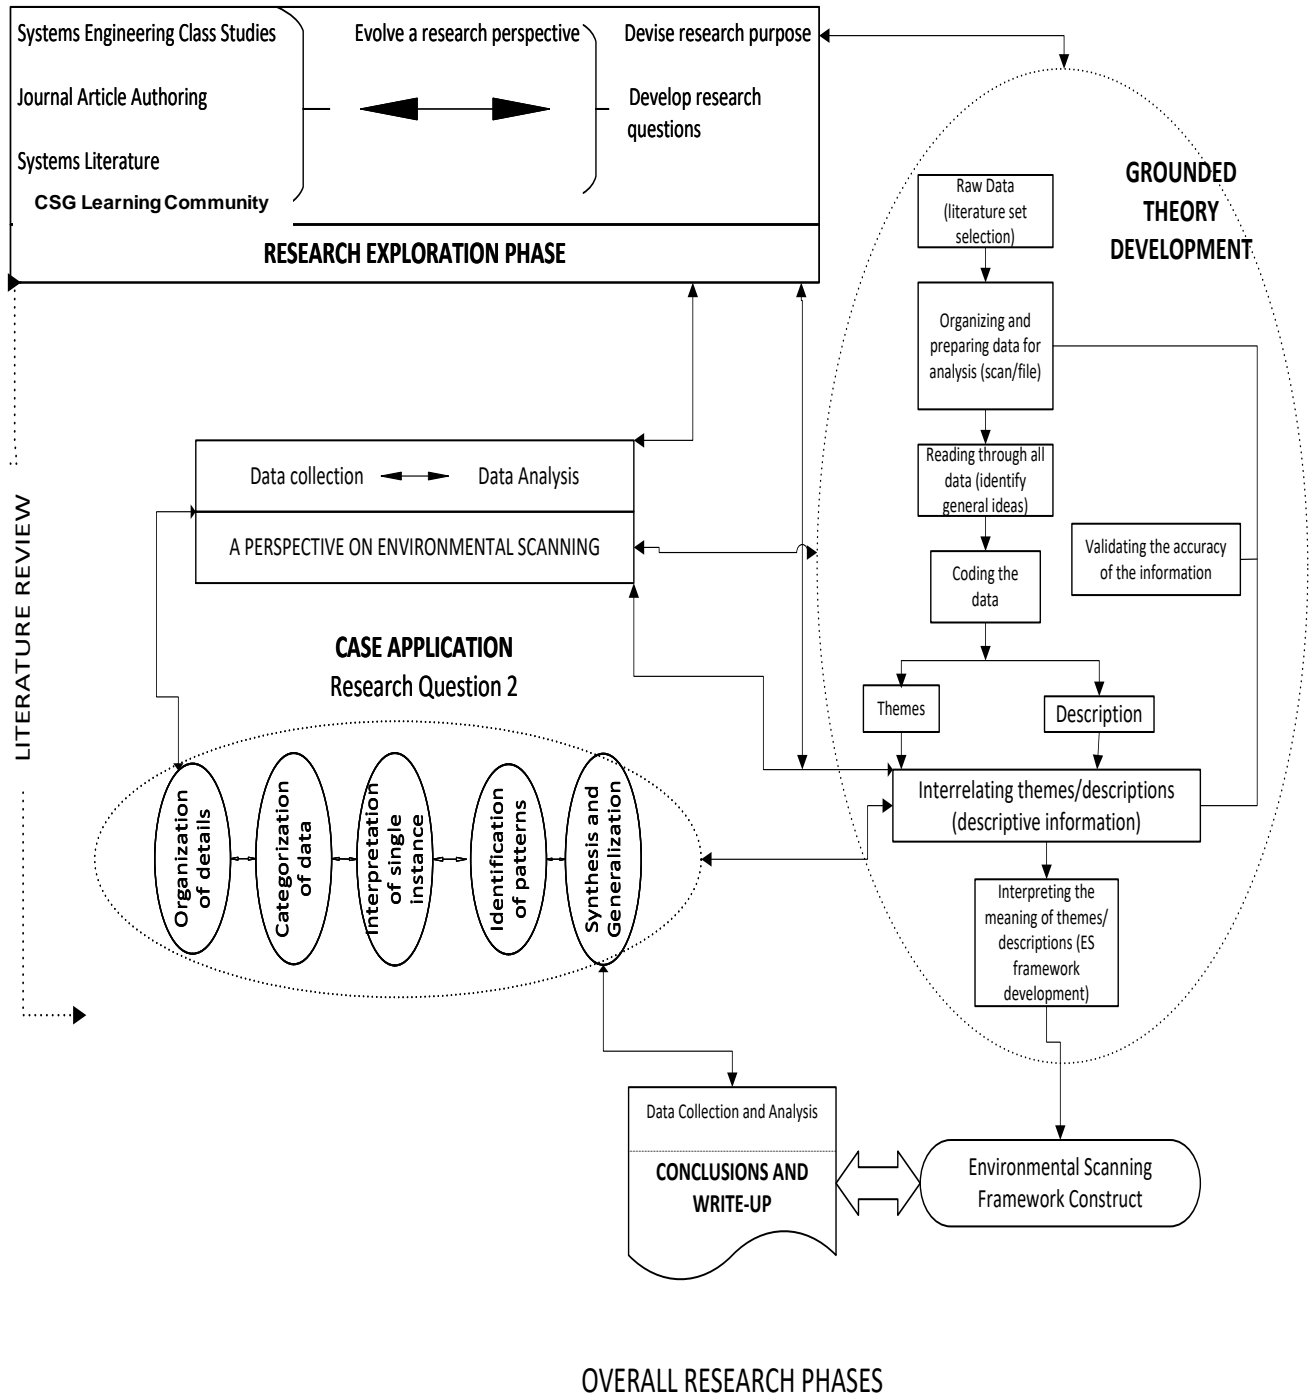 Systems Engineering Class Studies
Journal Article Authoring
Systems Literature
CSG Learning Community
Evolve a research perspective
Devise research purpose
Develop research
questions
RESEARCH EXPLORATION PHASE
LITERATURE REVIEW
Data collection
Data Analysis
A PERSPECTIVE ON ENVIRONMENTAL SCANNING
CASE APPLICATION
Research Question 2
Organization
of details
Categorization
of data
Interpretation
of single
instance
Identification
of patterns
Synthesis and
Generalization
GROUNDED
THEORY
DEVELOPMENT
Raw Data
(literature set
selection)
Organizing and
preparing data for
analysis (scan/file)
Reading through all
data (identify
general ideas)
Coding the
data
Validating the accuracy
of the information
Themes
Description
Interrelating themes/descriptions
(descriptive information)
Interpreting the
meaning of themes/
descriptions (ES
framework
development)
Data Collection and Analysis
CONCLUSIONS AND
WRITE-UP
Environmental Scanning
Framework Construct
OVERALL RESEARCH PHASES